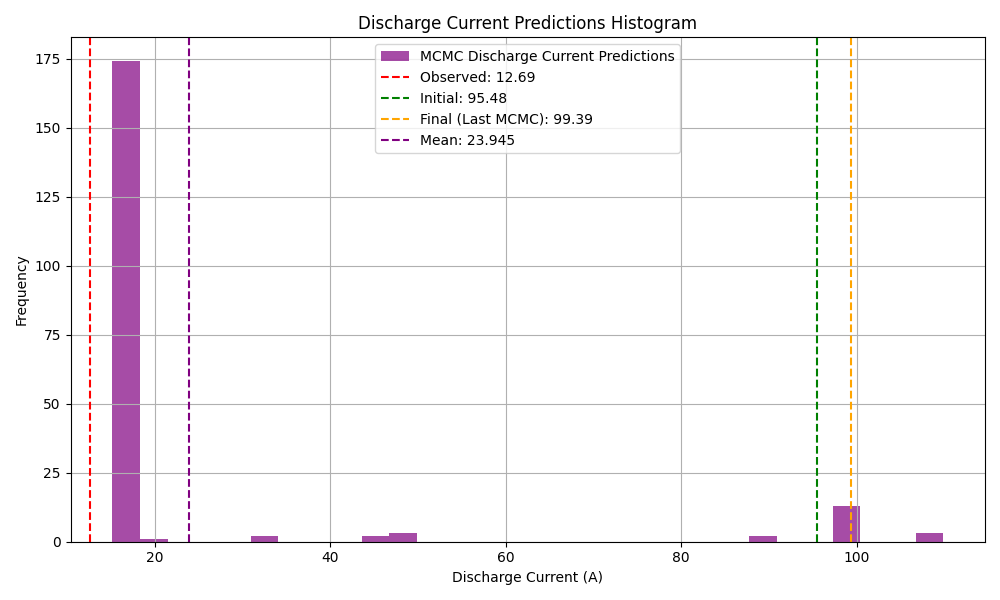 Discharge Current Predictions Histogram
MCMC Discharge Current Predictions
Observed: 12.69
Initial: 95.48
Final (Last MCMC): 99.39
Mean: 23.945
Frequency
175
150
125
100
75
50
25
0
20
40
60
80
100
Discharge Current (A)